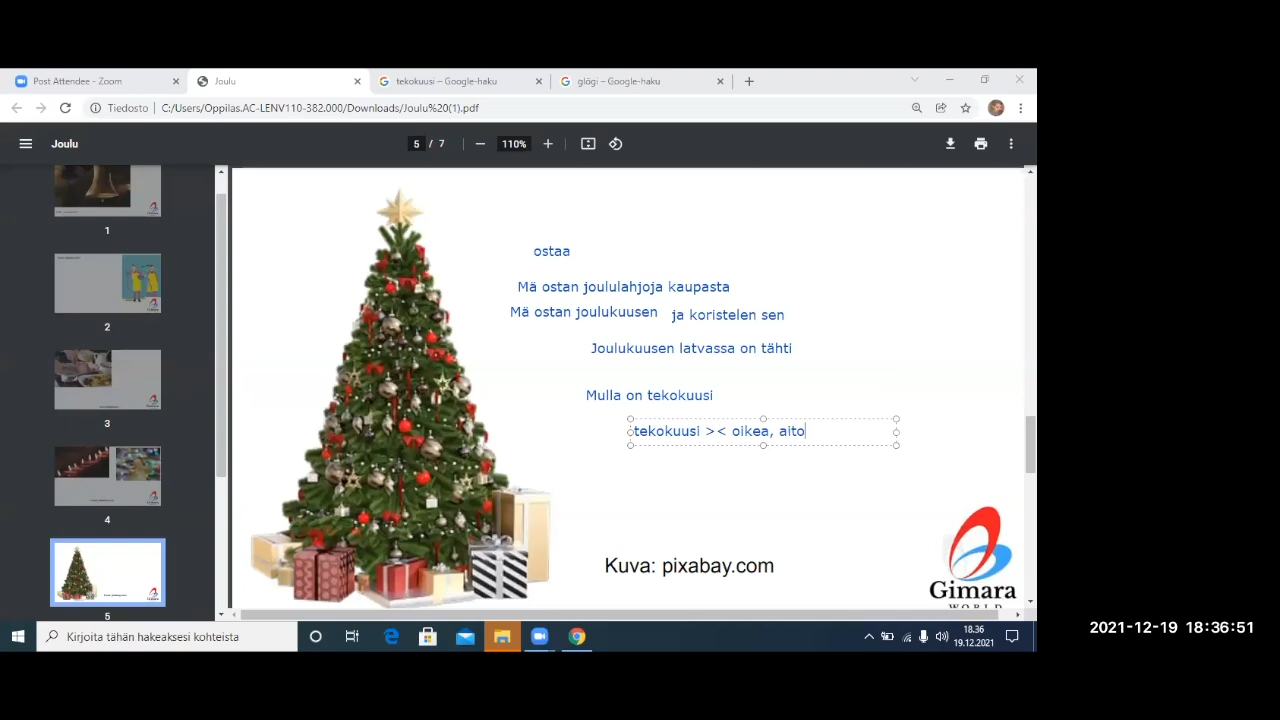 Post Attendee - Zoom
Joulu
tekokuusi – Google-haku
glögi – Google-haku
Tiedosto
C:/Users/Oppilas.AC-LENV110-382.000/Downloads/Joulu%20(1).pdf
Joulu
5 / 7
110%
1
2
3
4
5
ostaa
Mä ostan joululahjoja kaupasta
Mä ostan joulukuusen ja koristelen sen
Joulukuusen latvassa on tähti
Mulla on tekokuusi
tekokuusi >< oikea, aito
Kuva: pixabay.com
Gimara
WORLD
Kirjoita tähän hakeaksesi kohteista
18.36
19.12.2021
2021-12-19 18:36:51